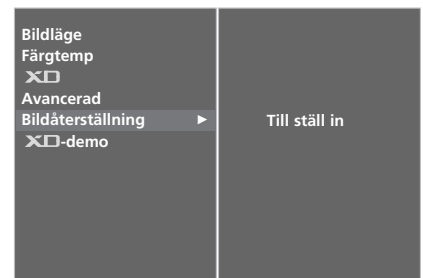 Bildläge
Färgtemp
XD
Avancerad
Bildåterställning ►
XD-demo
Till ställ in